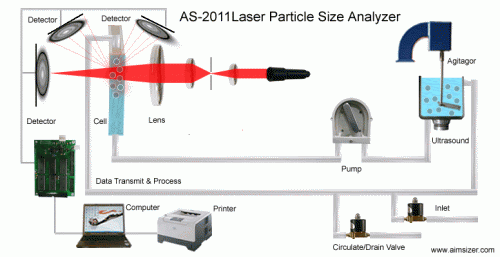 Detector
Detector
AS-2011Laser Particle Size Analyzer
Agitagor
Detector
Cell
Lens
Ultrasound
Pump
Data Transmit & Process
Computer
Printer
Inlet
Circulate/Drain Valve
www.aimsizer.com